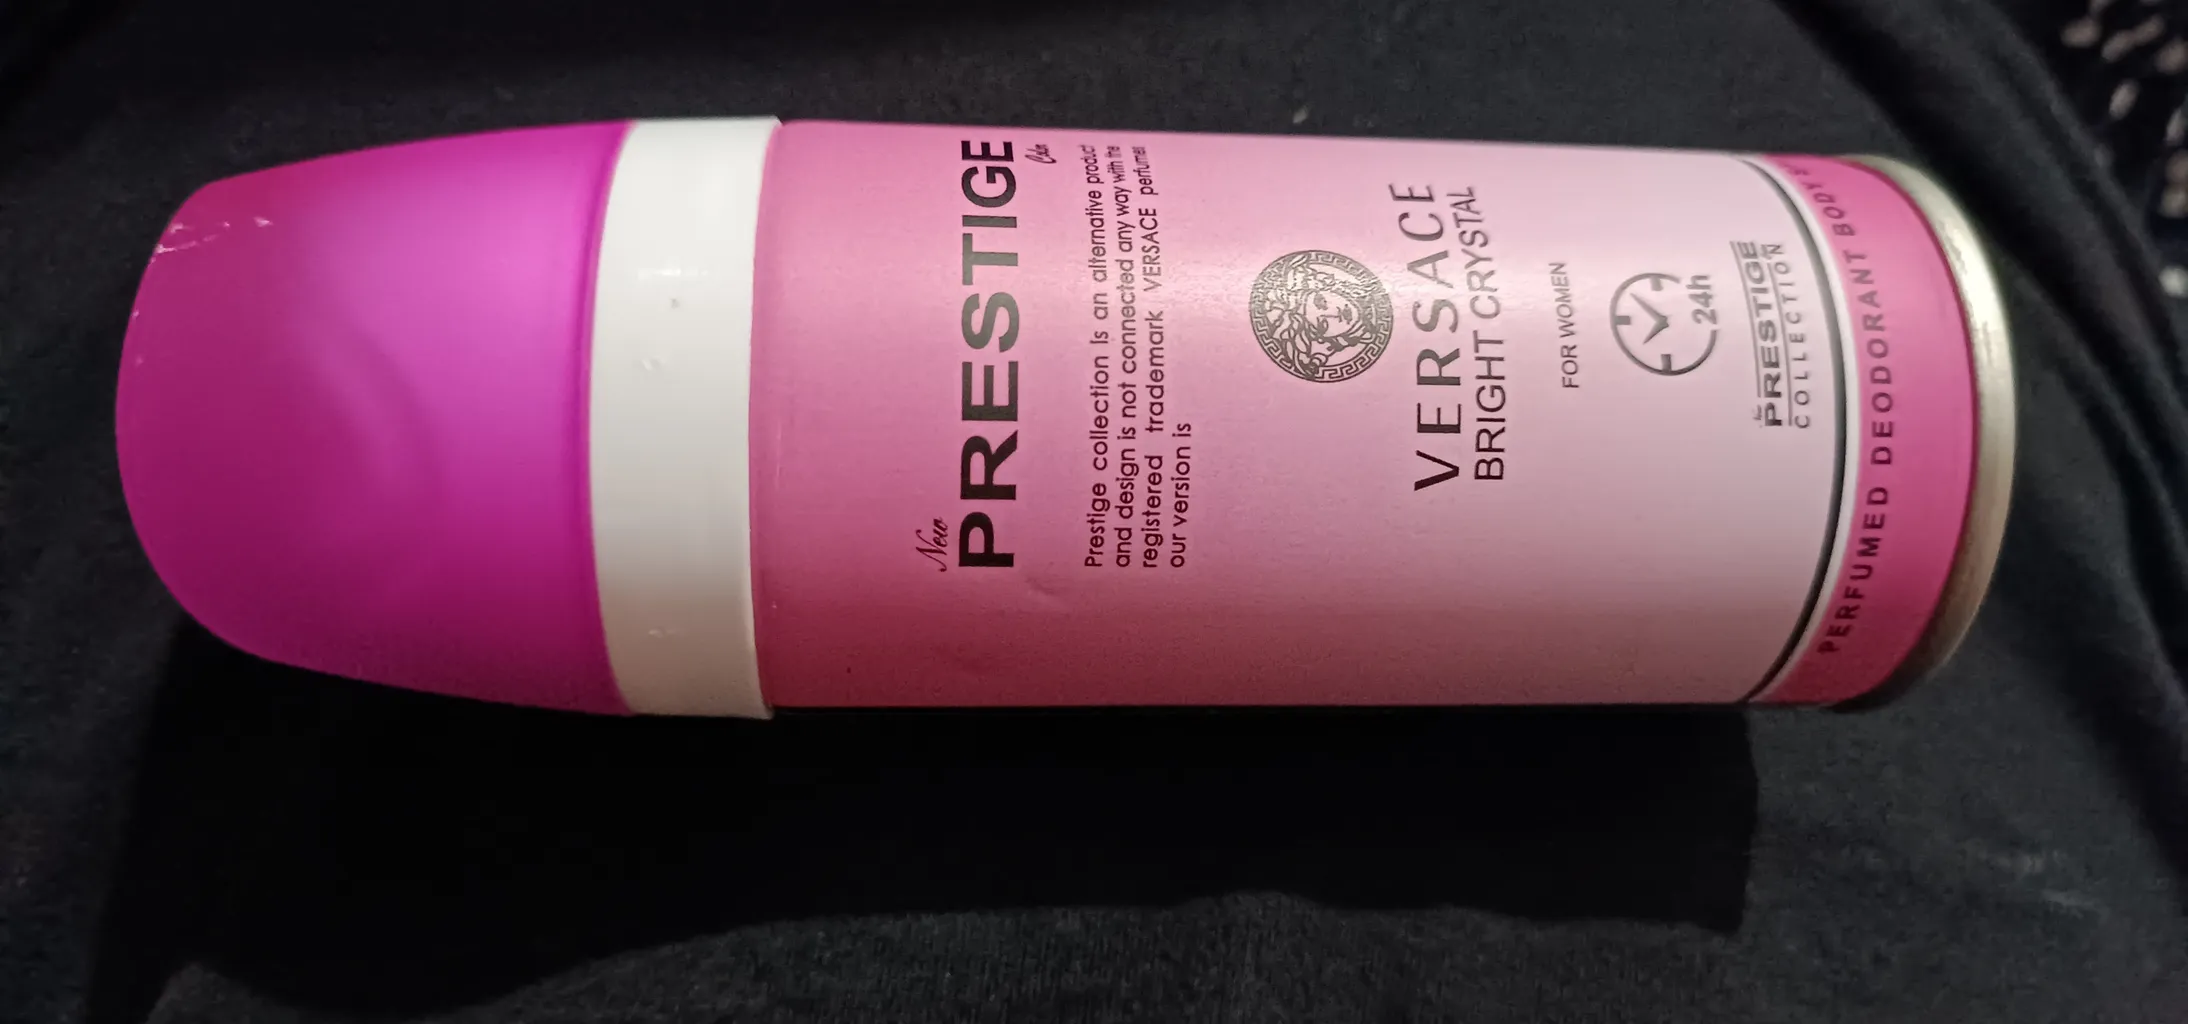 New
PRESTIGE
Prestige collection is an alternative product
and design is not connected any way with the
registered trademark VERSACE perfumes
our version is
VERSACE
BRIGHT CRYSTAL
FOR WOMEN
24h
PRESTIGE
COLLECTION
PERFUMED DEODORANT BODY